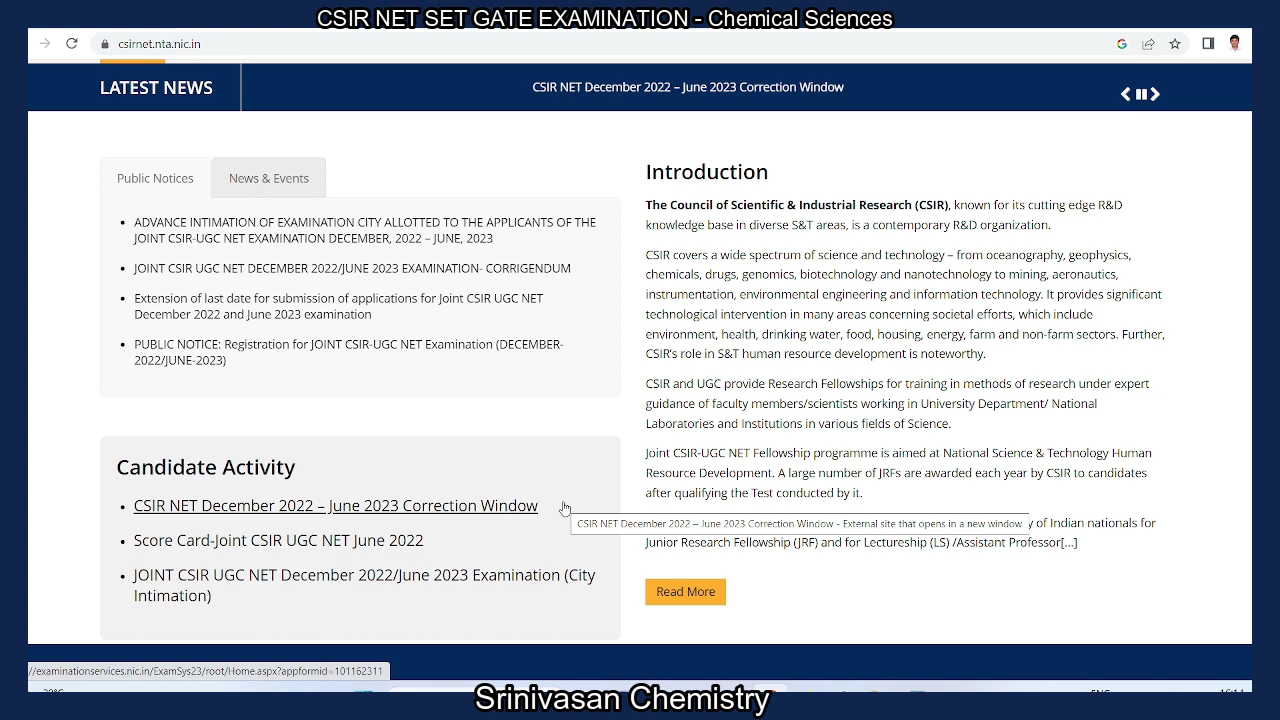 CSIR NET SET GATE EXAMINATION - Chemical Sciences
csirnet.nta.nic.in
LATEST NEWS
CSIR NET December 2022 – June 2023 Correction Window
Public Notices
News & Events
ADVANCE INTIMATION OF EXAMINATION CITY ALLOTTED TO THE APPLICANTS OF THE
JOINT CSIR-UGC NET EXAMINATION DECEMBER, 2022 – JUNE, 2023
JOINT CSIR UGC NET DECEMBER 2022/JUNE 2023 EXAMINATION- CORRIGENDUM
Extension of last date for submission of applications for Joint CSIR UGC NET
December 2022 and June 2023 examination
PUBLIC NOTICE: Registration for JOINT CSIR-UGC NET Examination (DECEMBER-
2022/JUNE-2023)
Candidate Activity
CSIR NET December 2022 – June 2023 Correction Window
Score Card-Joint CSIR UGC NET June 2022
JOINT CSIR UGC NET December 2022/June 2023 Examination (City
Intimation)
Introduction
The Council of Scientific & Industrial Research (CSIR), known for its cutting edge R&D
knowledge base in diverse S&T areas, is a contemporary R&D organization.
CSIR covers a wide spectrum of science and technology – from oceanography, geophysics,
chemicals, drugs, genomics, biotechnology and nanotechnology to mining, aeronautics,
instrumentation, environmental engineering and information technology. It provides significant
technological intervention in many areas concerning societal efforts, which include
environment, health, drinking water, food, housing, energy, farm and non-farm sectors. Further,
CSIR's role in S&T human resource development is noteworthy.
CSIR and UGC provide Research Fellowships for training in methods of research under expert
guidance of faculty members/scientists working in University Department/ National
Laboratories and Institutions in various fields of Science.
Joint CSIR-UGC NET Fellowship programme is aimed at National Science & Technology Human
Resource Development. A large number of JRFs are awarded each year by CSIR to candidates
after qualifying the Test conducted by it.
CSIR NET December 2022 – June 2023 Correction Window - External site that opens in a new window
of Indian nationals for
Junior Research Fellowship (JRF) and for Lectureship (LS) /Assistant Professor[...]
Read More
//examinationservices.nic.in/ExamSys23/root/Home.aspx?appformid=101162311
Srinivasan Chemistry